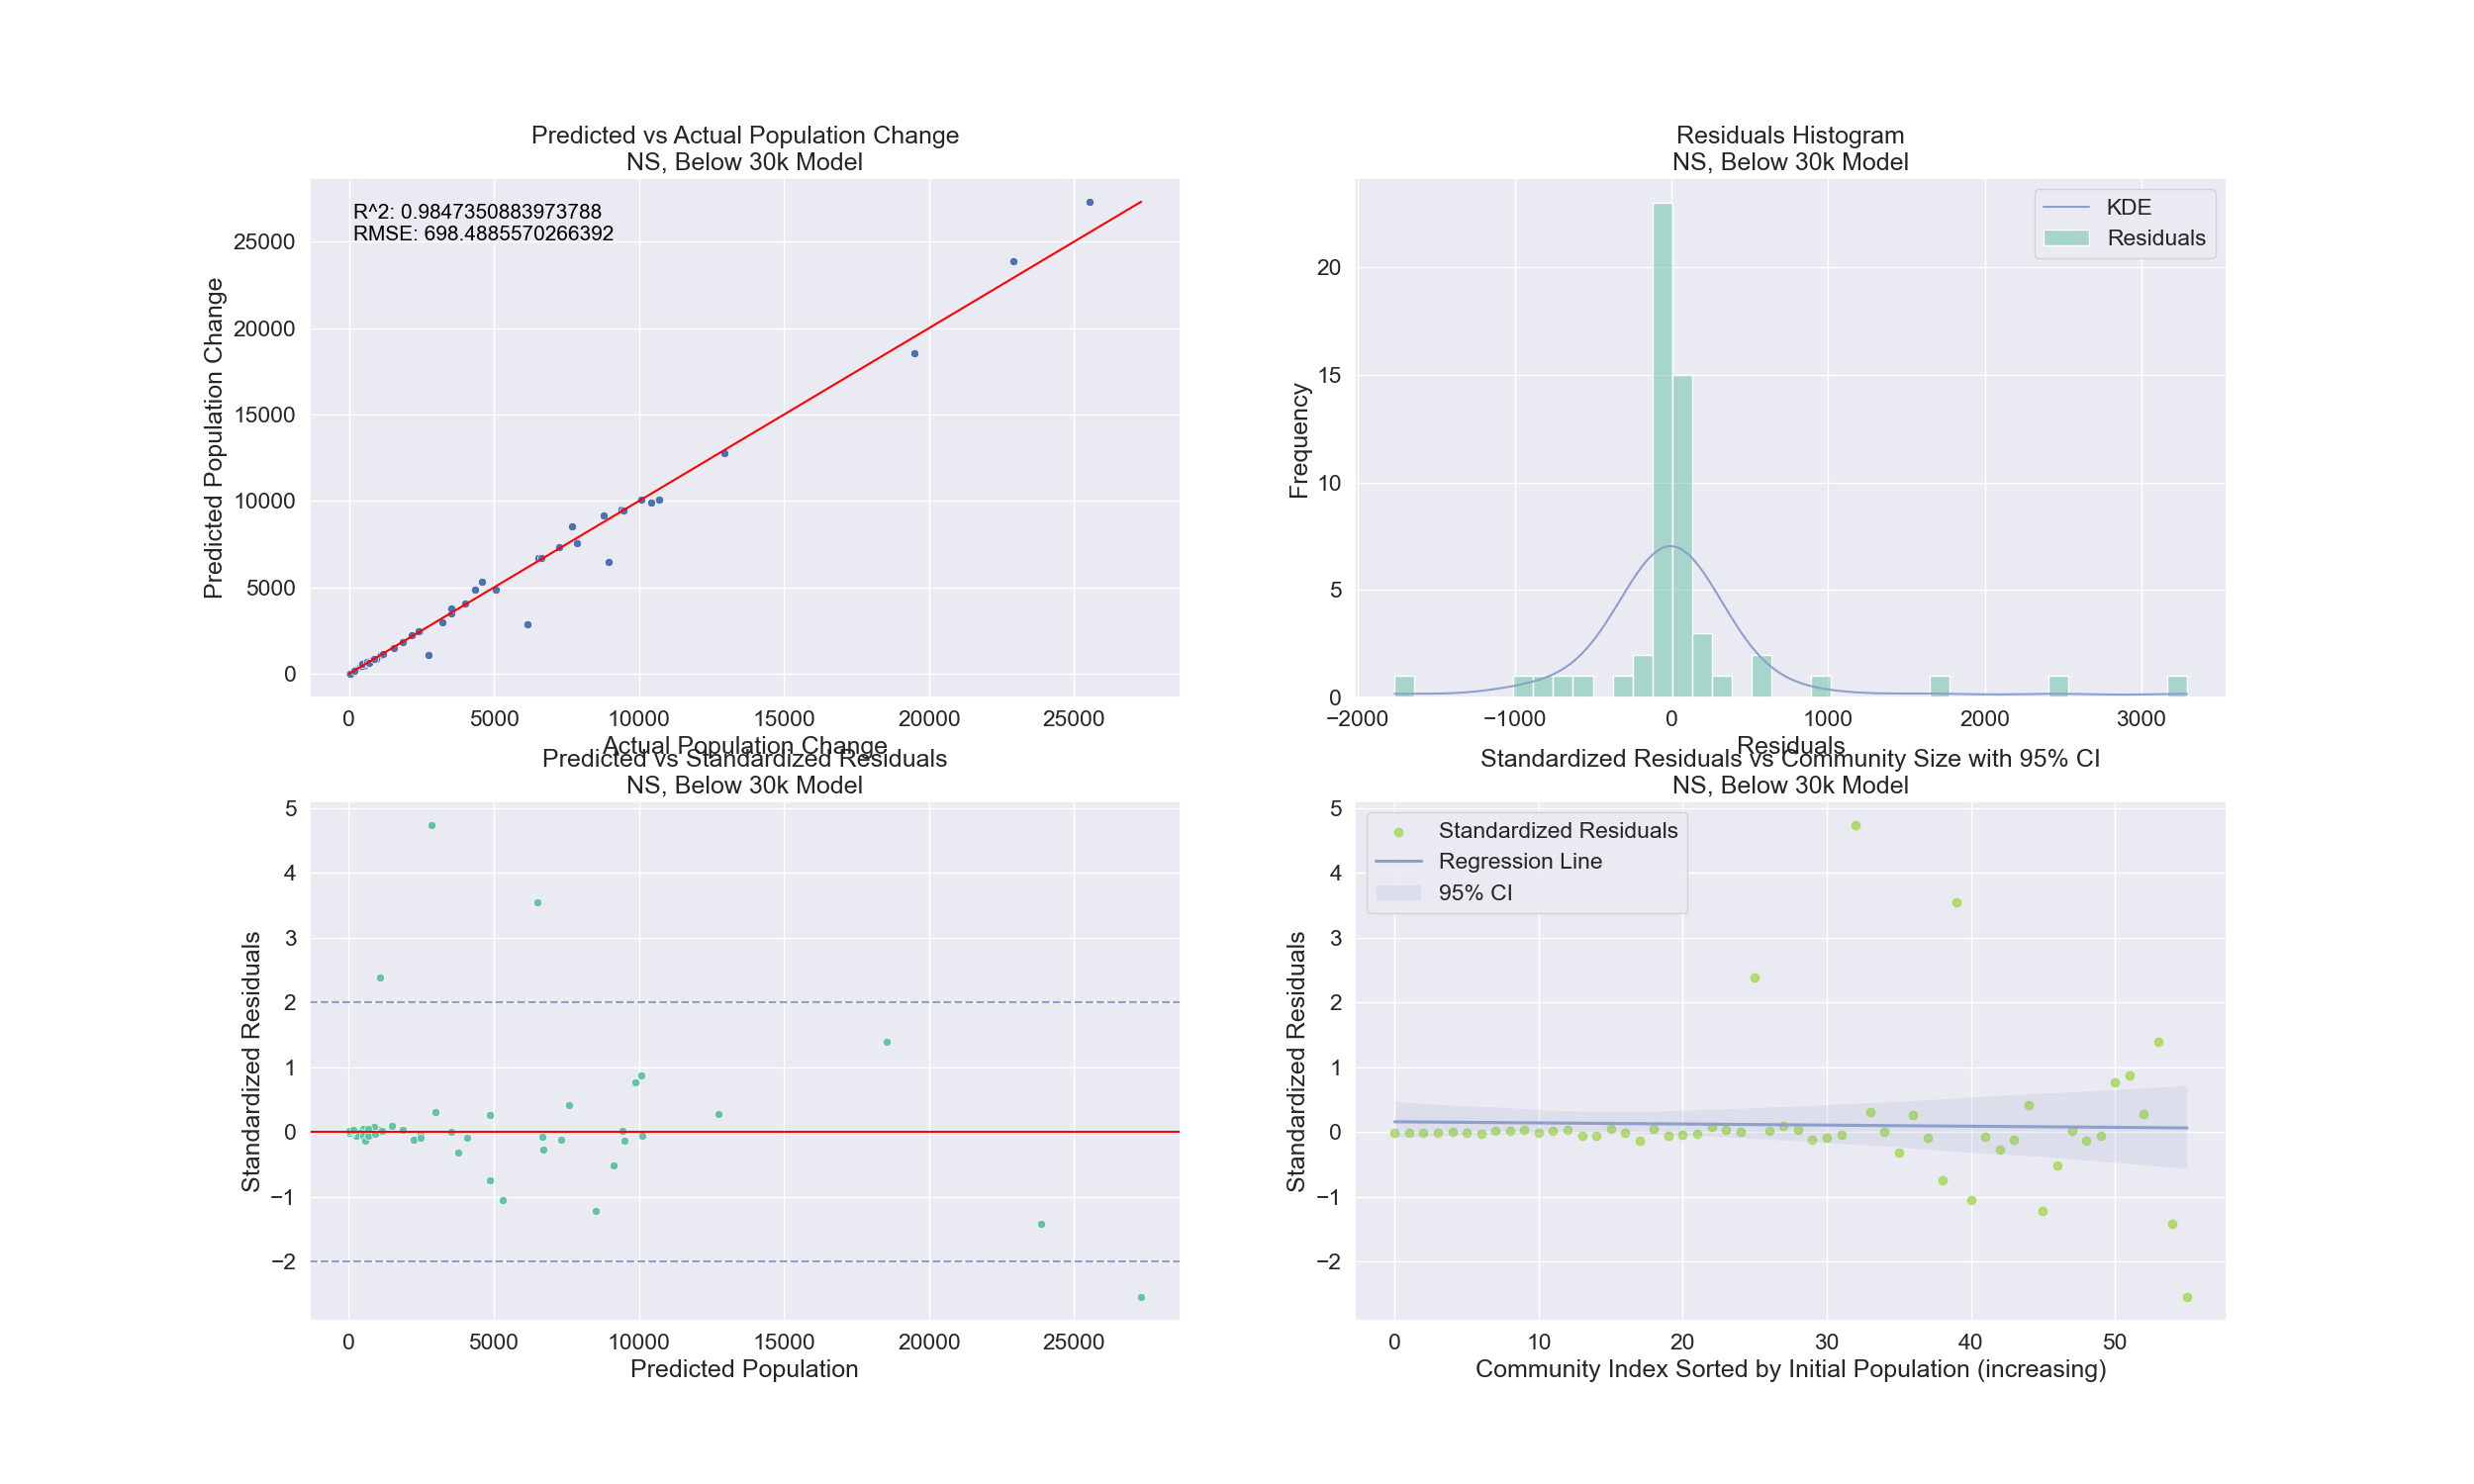 Predicted vs Actual Population Change
NS, Below 30k Model
R^2: 0.9847350883973788
RMSE: 698.4885570266392
Predicted Population Change
25000
20000
15000
10000
5000
0
0 5000 10000 15000 20000 25000
Actual Population Change
Residuals Histogram
NS, Below 30k Model
KDE
Residuals
Frequency
20
15
10
5
0
−2000 −1000 0 1000 2000 3000
Residuals
Predicted vs Standardized Residuals
NS, Below 30k Model
Standardized Residuals
5
4
3
2
1
0
−1
−2
0 5000 10000 15000 20000 25000
Predicted Population
Standardized Residuals vs Community Size with 95% CI
NS, Below 30k Model
Standardized Residuals
Regression Line
95% CI
Standardized Residuals
5
4
3
2
1
0
−1
−2
0 10 20 30 40 50
Community Index Sorted by Initial Population (increasing)